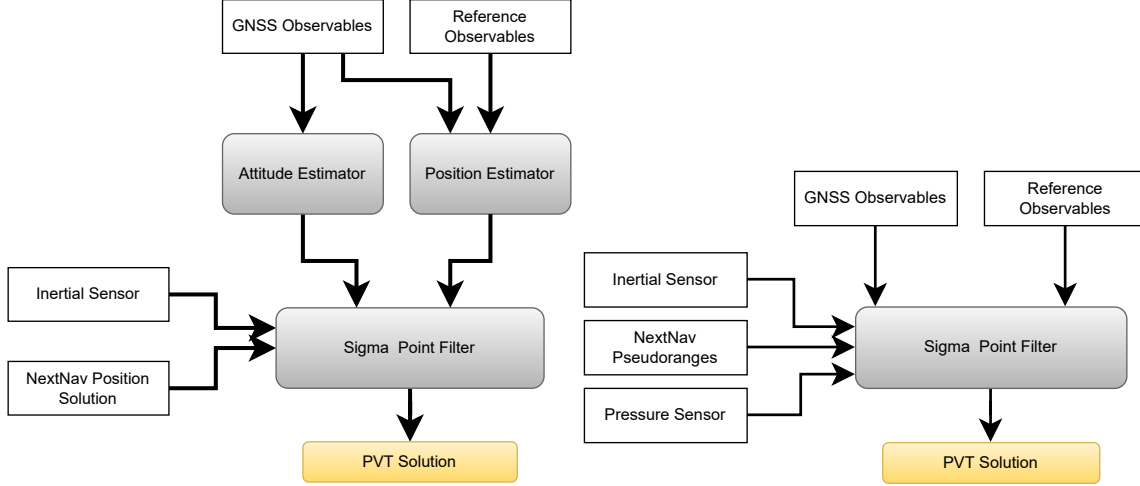 GNSS Observables
Reference
Observables
Attitude Estimator
Position Estimator
Inertial Sensor
NextNav Position
Solution
Sigma Point Filter
PVT Solution
GNSS Observables
Reference
Observables
Inertial Sensor
NextNav
Pseudoranges
Pressure Sensor
Sigma Point Filter
PVT Solution